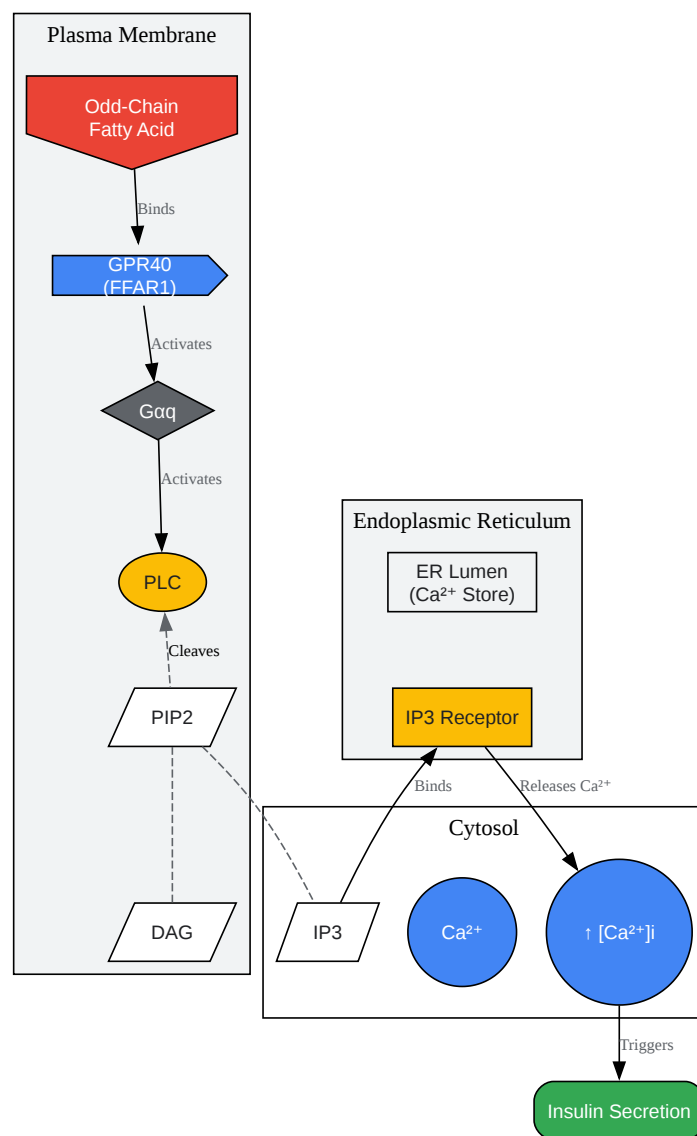 Plasma Membrane
Odd-Chain
Fatty Acid
Binds
GPR40
(FFAR1)
Activates
Gαq
Activates
PLC
Cleaves
PIP2
DAG
Endoplasmic Reticulum
ER Lumen
(Ca²⁺ Store)
IP3 Receptor
Binds
Releases Ca²⁺
Cytosol
IP3
Ca²⁺
↑ [Ca²⁺]i
Triggers
Insulin Secretion